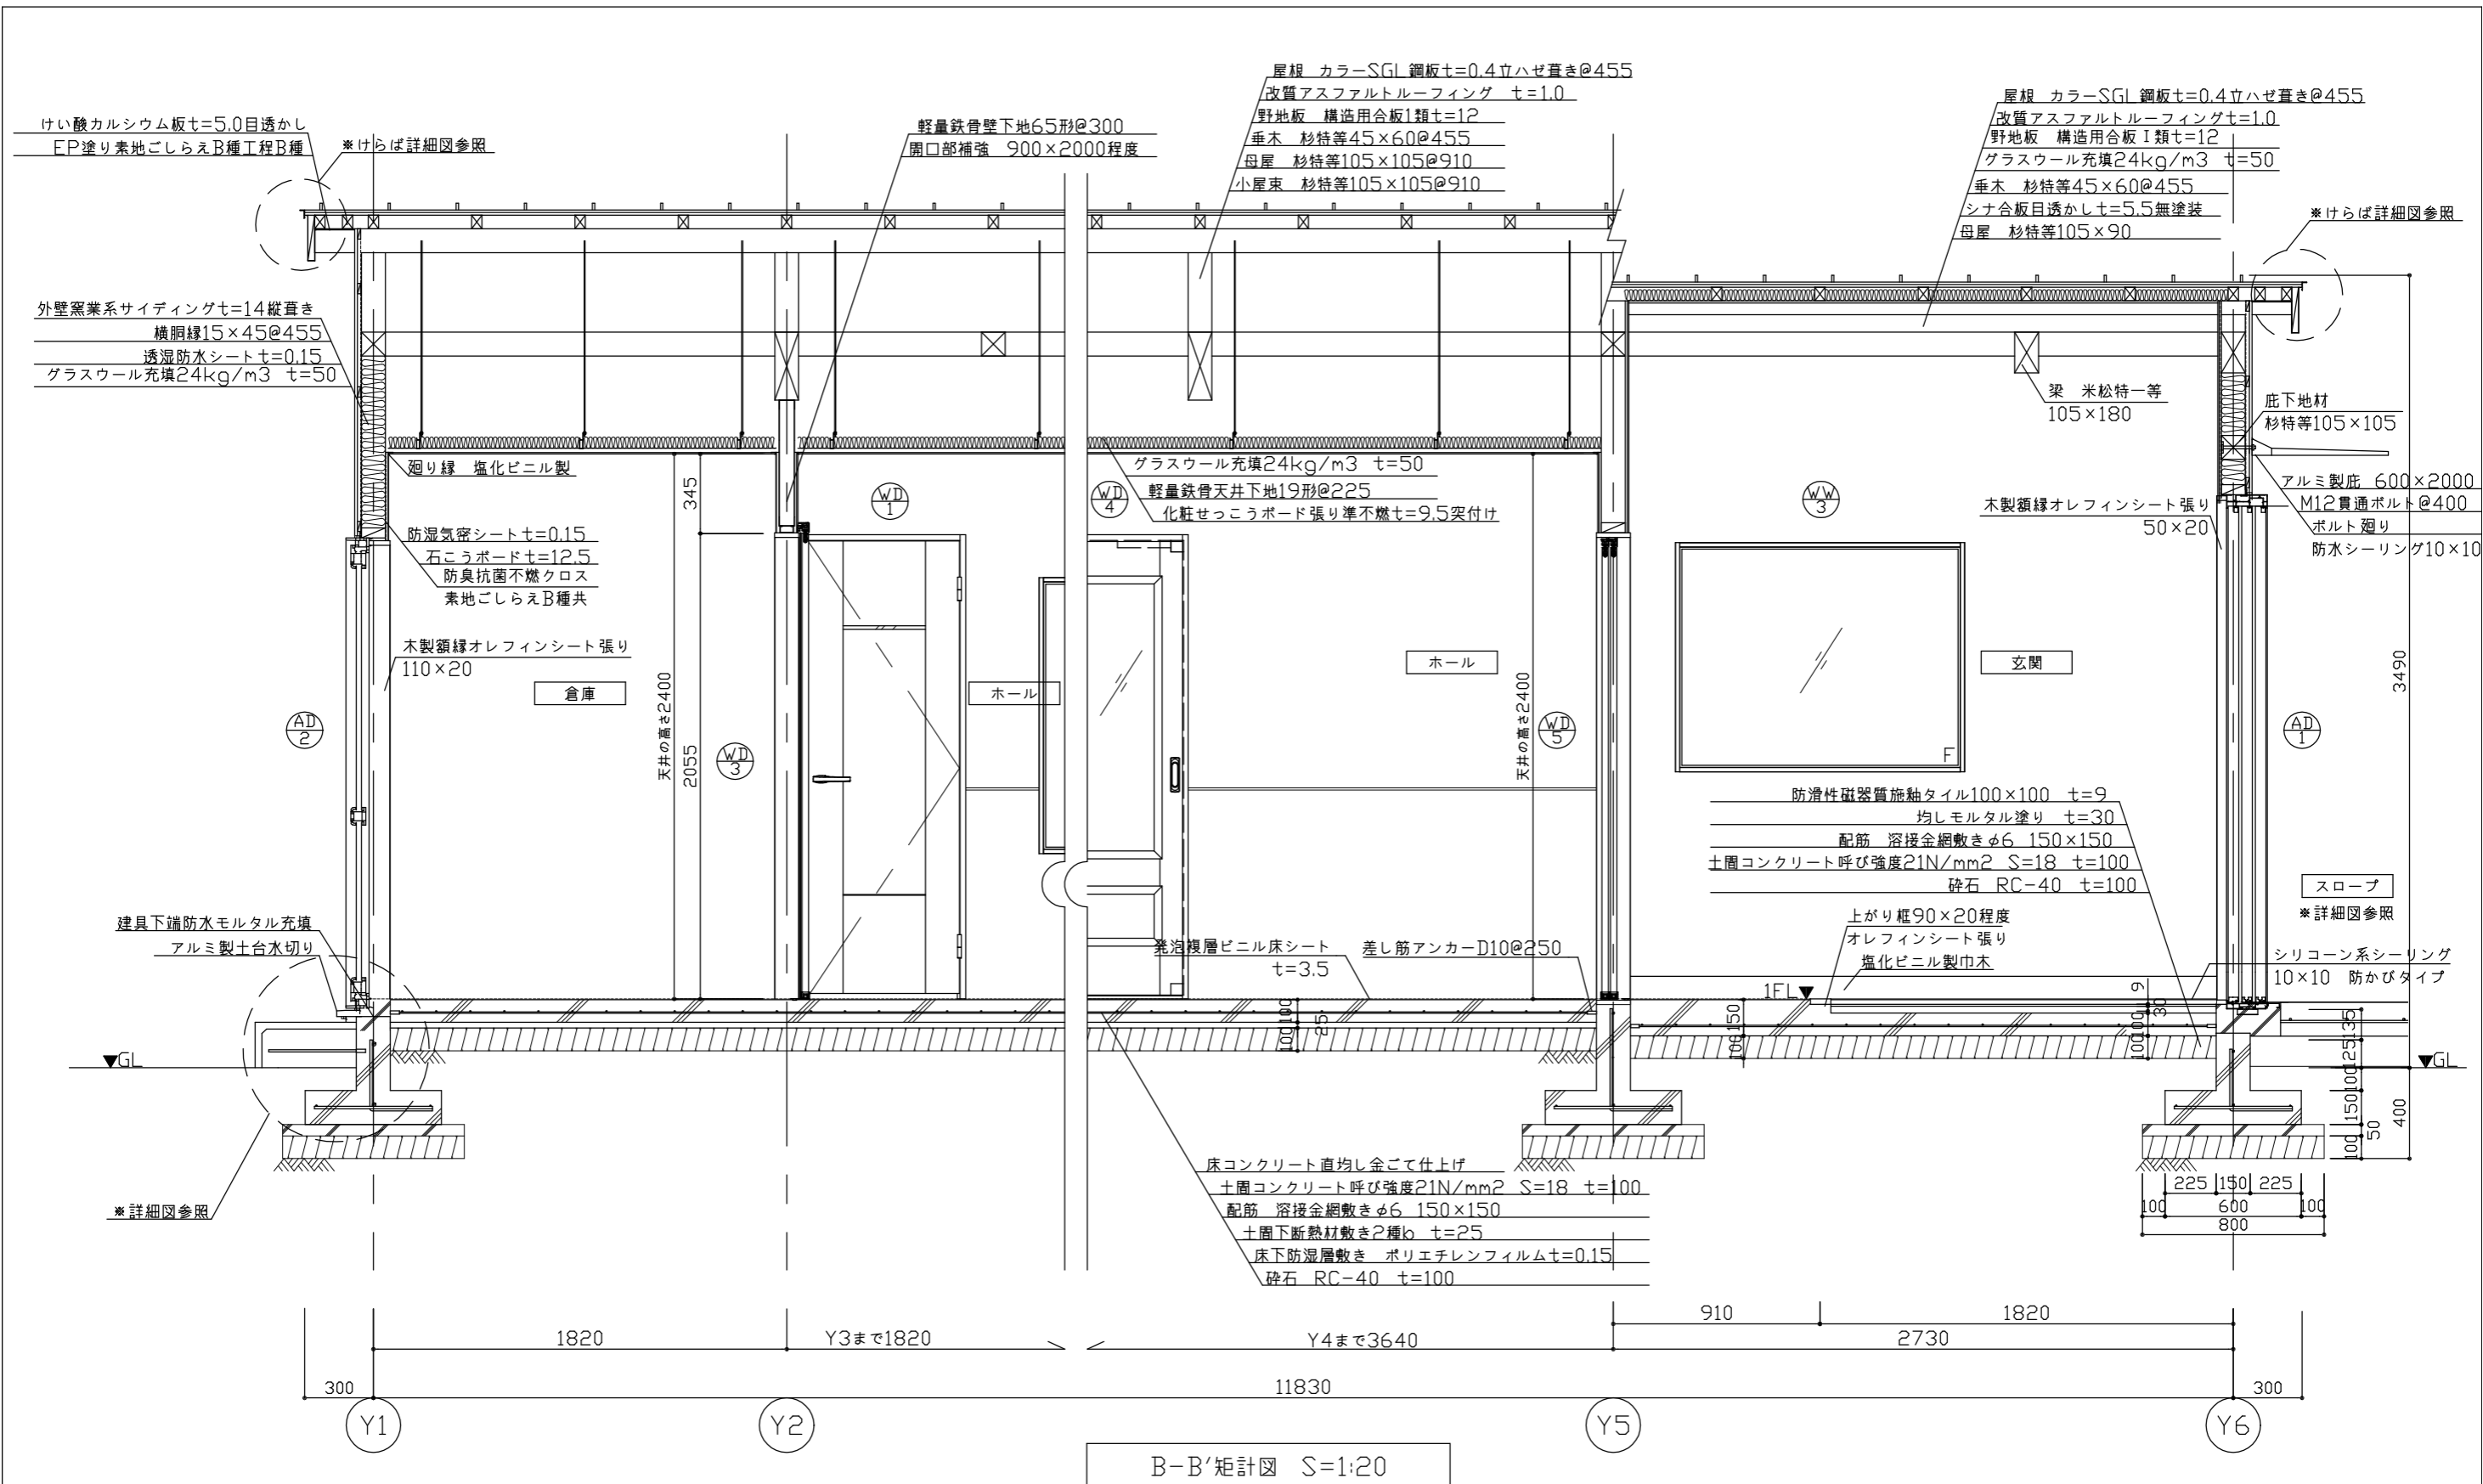 けい酸カルシウム板t=5.0目透かし
EP塗り素地ごしらえB種工程B種
※けらば詳細図参照
軽量鉄骨壁下地65形@300
開口部補強 900×2000程度
屋根 カラーSGL鋼板t=0.4立ハゼ葺き@455
改質アスファルトルーフィング t=1.0
野地板 構造用合板1類t=12
垂木 杉特等45×60@455
母屋 杉特等105×105@910
小屋束 杉特等105×105@910
屋根 カラーSGL鋼板t=0.4立ハゼ葺き@455
改質アスファルトルーフィングt=1.0
野地板 構造用合板Ⅰ類t=12
グラスウール充填24kg/m3 t=50
垂木 杉特等45×60@455
シナ合板目透かしt=5.5無塗装
母屋 杉特等105×90
※けらば詳細図参照
外壁窯業系サイディングt=14縦葺き
横胴縁15×45@455
透湿防水シートt=0.15
グラスウール充填24kg/m3 t=50
梁 米松特一等
105×180
庇下地材
杉特等105×105
アルミ製庇 600×2000
M12貫通ボルト@400
ボルト廻り
防水シーリング10×10
廻り縁 塩化ビニル製
345
WD
1
WD
4
グラスウール充填24kg/m3 t=50
軽量鉄骨天井下地19形@225
化粧せっこうボード張り準不燃t=9.5突付け
WW
3
木製額縁オレフィンシート張り
50×20
防湿気密シートt=0.15
石こうボードt=12.5
防臭抗菌不燃クロス
素地ごしらえB種共
木製額縁オレフィンシート張り
110×20
倉庫
ホール
ホール
玄関
天井の高さ2400
2055
天井の高さ2400
3490
AD
2
WD
3
WD
5
AD
1
F
防滑性磁器質施釉タイル100×100 t=9
均しモルタル塗り t=30
配筋 溶接金網敷きφ6 150×150
土間コンクリート呼び強度21N/mm2 S=18 t=100
砕石 RC-40 t=100
スロープ
※詳細図参照
建具下端防水モルタル充填
アルミ製土台水切り
発泡複層ビニル床シート
t=3.5
差し筋アンカーD10@250
上がり框90×20程度
オレフィンシート張り
塩化ビニル製巾木
シリコーン系シーリング
10×10 防かびタイプ
1FL
9
30
100
25
100
150
100
100
100
135
125
100
150
50
100
400
GL
GL
※詳細図参照
床コンクリート直均し金ごて仕上げ
土間コンクリート呼び強度21N/mm2 S=18 t=100
配筋 溶接金網敷きφ6 150×150
土間下断熱材敷き2種b t=25
床下防湿層敷き ポリエチレンフィルムt=0.15
砕石 RC-40 t=100
225 150 225
100 600 100
800
910 1820
1820 Y3まで1820 Y4まで3640 2730
300 11830 300
Y1 Y2 Y5 Y6
B-B′矩計図 S=1:20